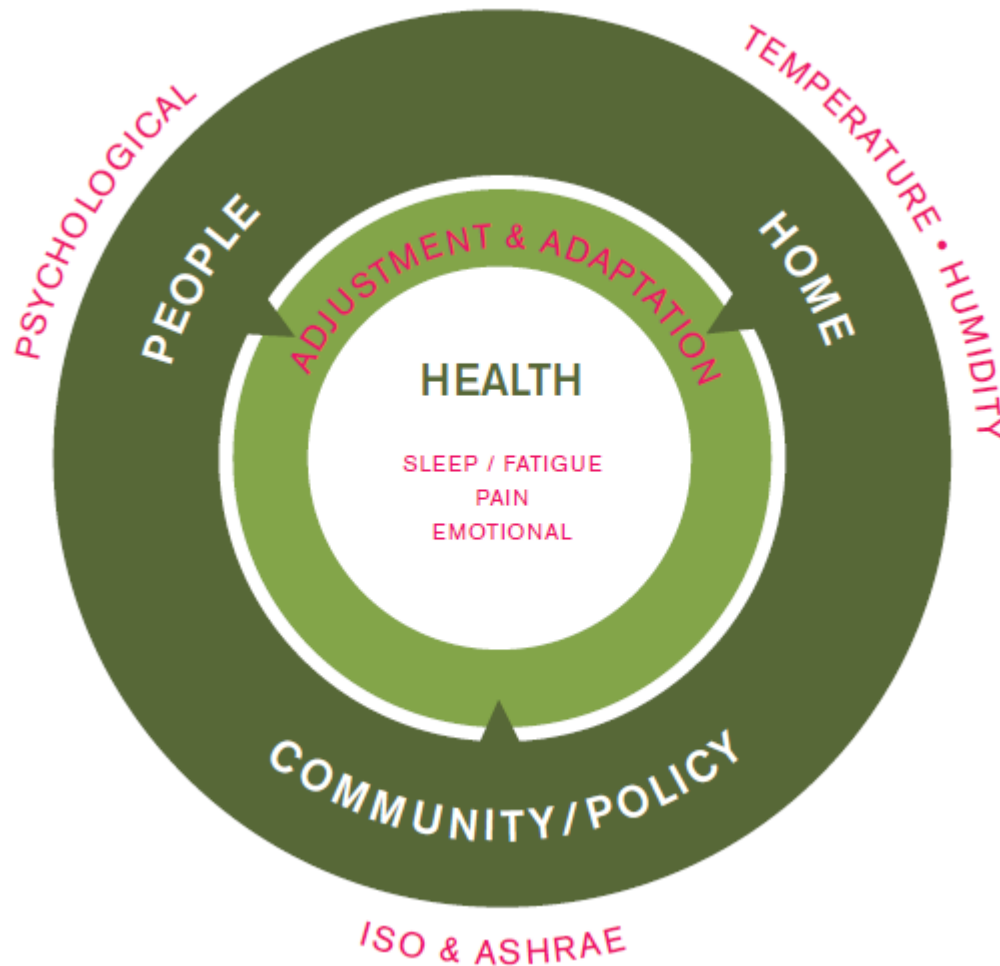 PSYCHOLOGICAL
TEMPERATURE • HUMIDITY
PEOPLE
HOME
ADJUSTMENT & ADAPTATION
HEALTH
SLEEP / FATIGUE
PAIN
EMOTIONAL
COMMUNITY/POLICY
ISO & ASHRAE